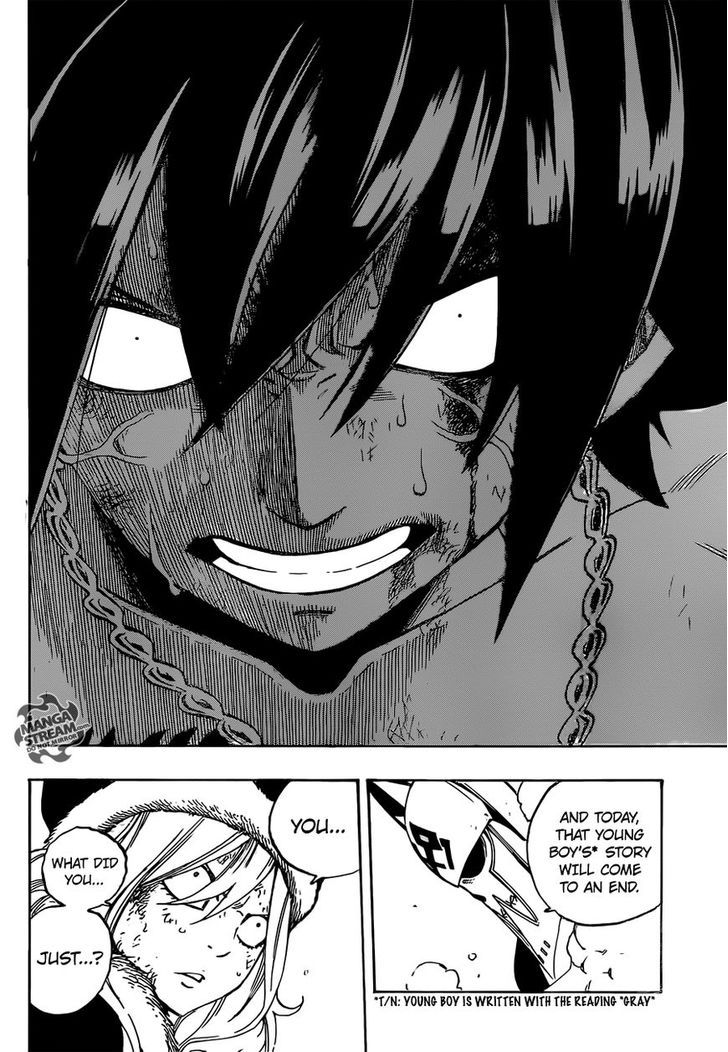 MANGA
STREAM.com
DO NOT MIRROR
AND TODAY,
THAT YOUNG
BOY'S* STORY
WILL COME
TO AN END.
*T/N: YOUNG BOY IS WRITTEN WITH THE READING "GRAY"
YOU...
WHAT DID
YOU...
JUST...?